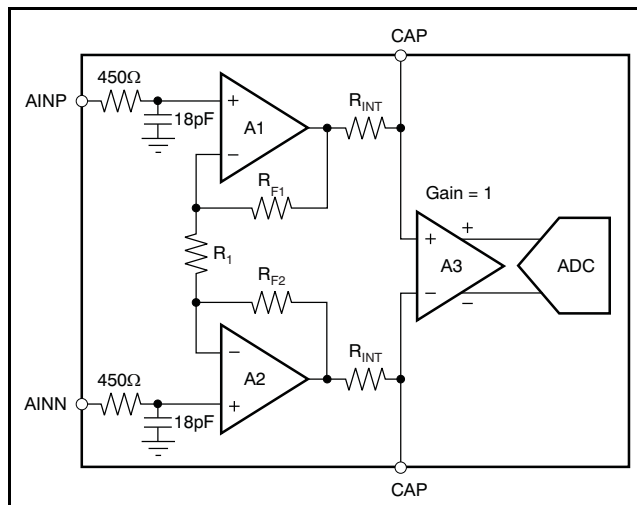 CAP
450Ω
AINP
18pF
+
A1
−
R_INT
R_F1
Gain = 1
R_1
+
A3
−
+
−
ADC
R_F2
−
A2
+
R_INT
450Ω
AINN
18pF
CAP